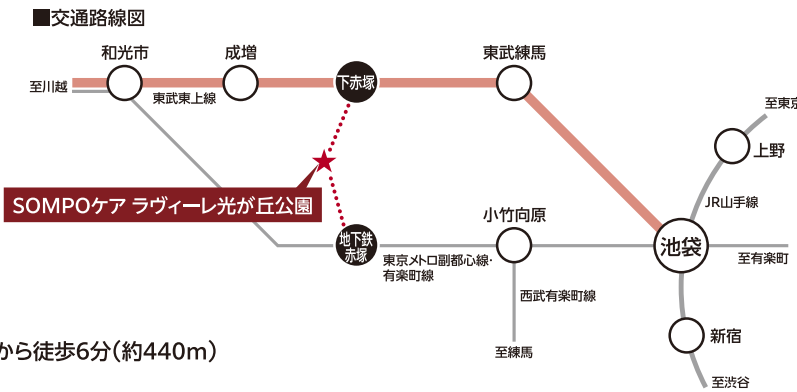 ■交通路線図
和光市
成増
下赤塚
東武練馬
至川越
東武東上線
至東京
上野
SOMPOケア ラヴィーレ光が丘公園
JR山手線
小竹向原
地下鉄
赤塚
池袋
東京メトロ副都心線・
有楽町線
至有楽町
西武有楽町線
新宿
から徒歩6分(約440m)
至練馬
至渋谷